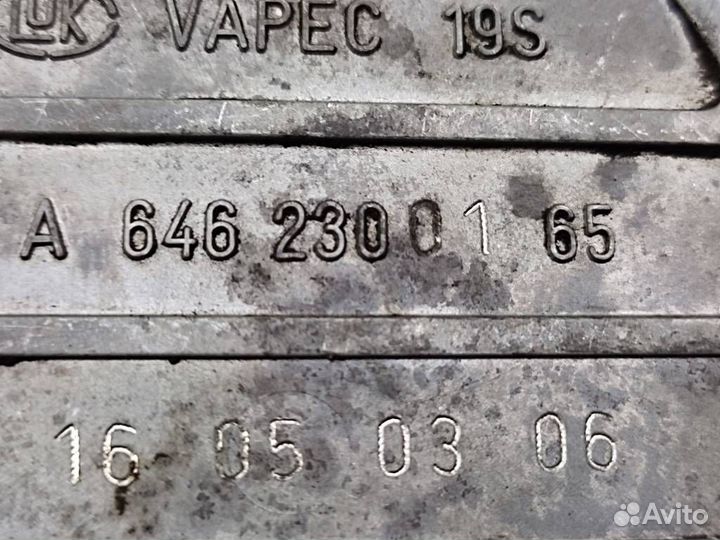 LUK VAPEC 19S
A 646 230 01 65
16 05 03 06
Avito